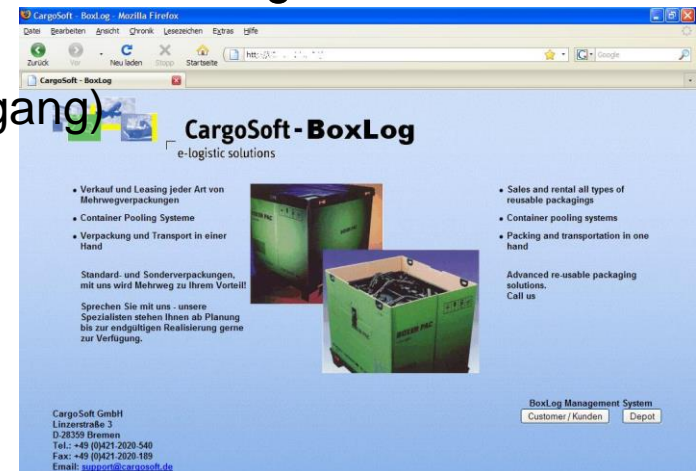 CargoSoft - BoxLog - Mozilla Firefox
Datei Bearbeiten Ansicht Chronik Lesezeichen Extras Hilfe
Zurück Vor Neu laden Stopp Startseite
Google
CargoSoft - BoxLog
gang)
CargoSoft - BoxLog
e-logistic solutions
• Verkauf und Leasing jeder Art von
Mehrwegverpackungen
• Container Pooling Systeme
• Verpackung und Transport in einer
Hand
Standard- und Sonderverpackungen,
mit uns wird Mehrweg zu Ihrem Vorteil!
Sprechen Sie mit uns - unsere
Spezialisten stehen Ihnen ab Planung
bis zur endgültigen Realisierung gerne
zur Verfügung.
• Sales and rental all types of
reusable packagings
• Container pooling systems
• Packing and transportation in one
hand
Advanced re-usable packaging
solutions.
Call us
BoxLog Management System
Customer / Kunden Depot
CargoSoft GmbH
Linzerstraße 3
D-28359 Bremen
Tel.: +49 (0)421-2020-540
Fax: +49 (0)421-2020-189
Email: support@cargosoft.de